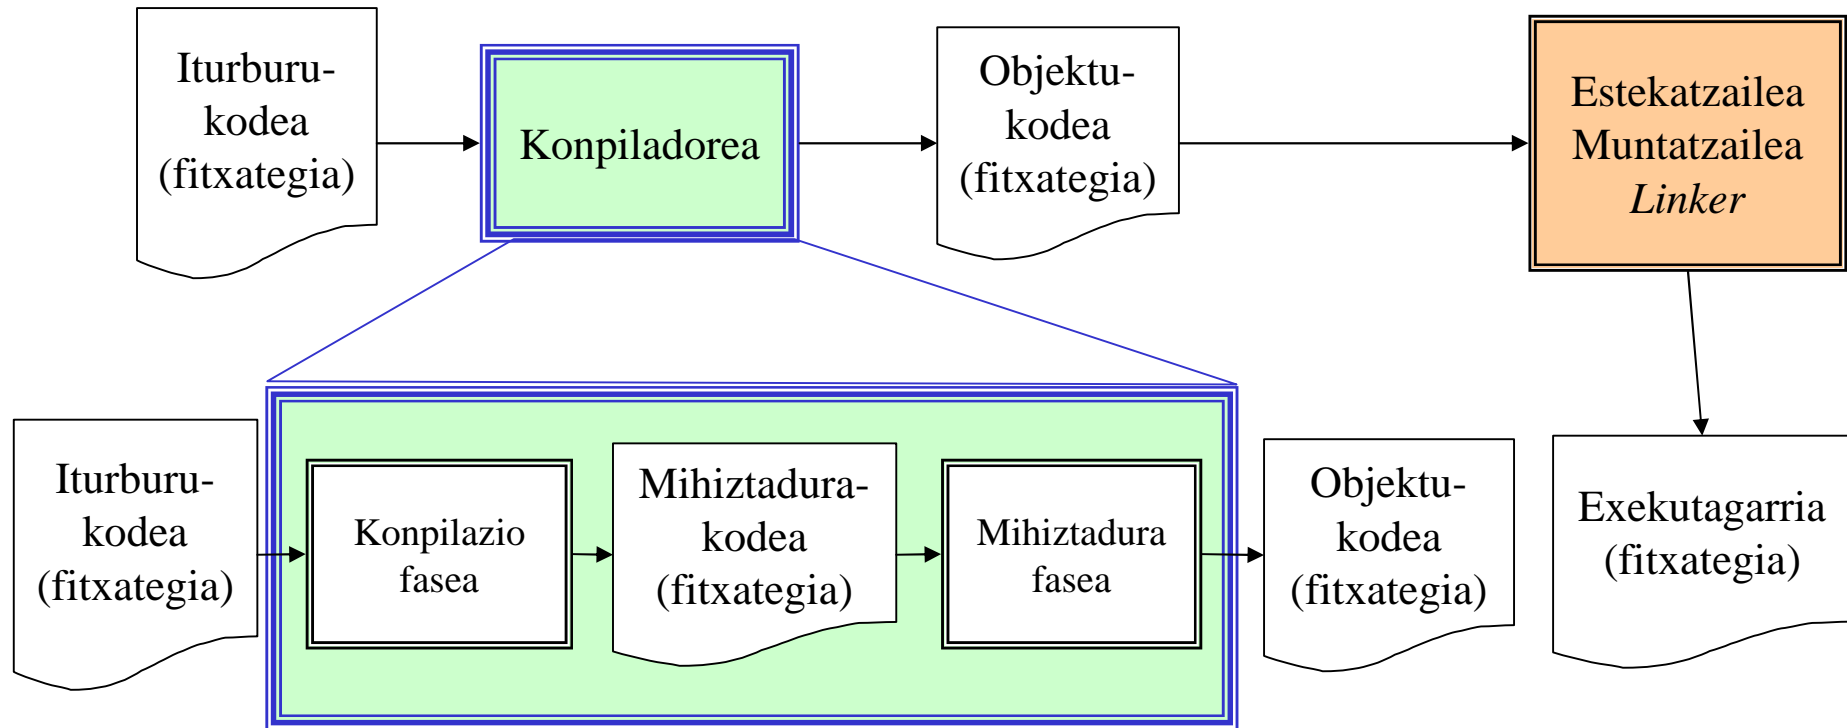 Iturburu-
kodea
(fitxategia)
Konpiladorea
Objektu-
kodea
(fitxategia)
Estekatzailea
Muntatzailea
Linker
Iturburu-
kodea
(fitxategia)
Konpilazio
fasea
Mihiztadura-
kodea
(fitxategia)
Mihiztadura
fasea
Objektu-
kodea
(fitxategia)
Exekutagarria
(fitxategia)